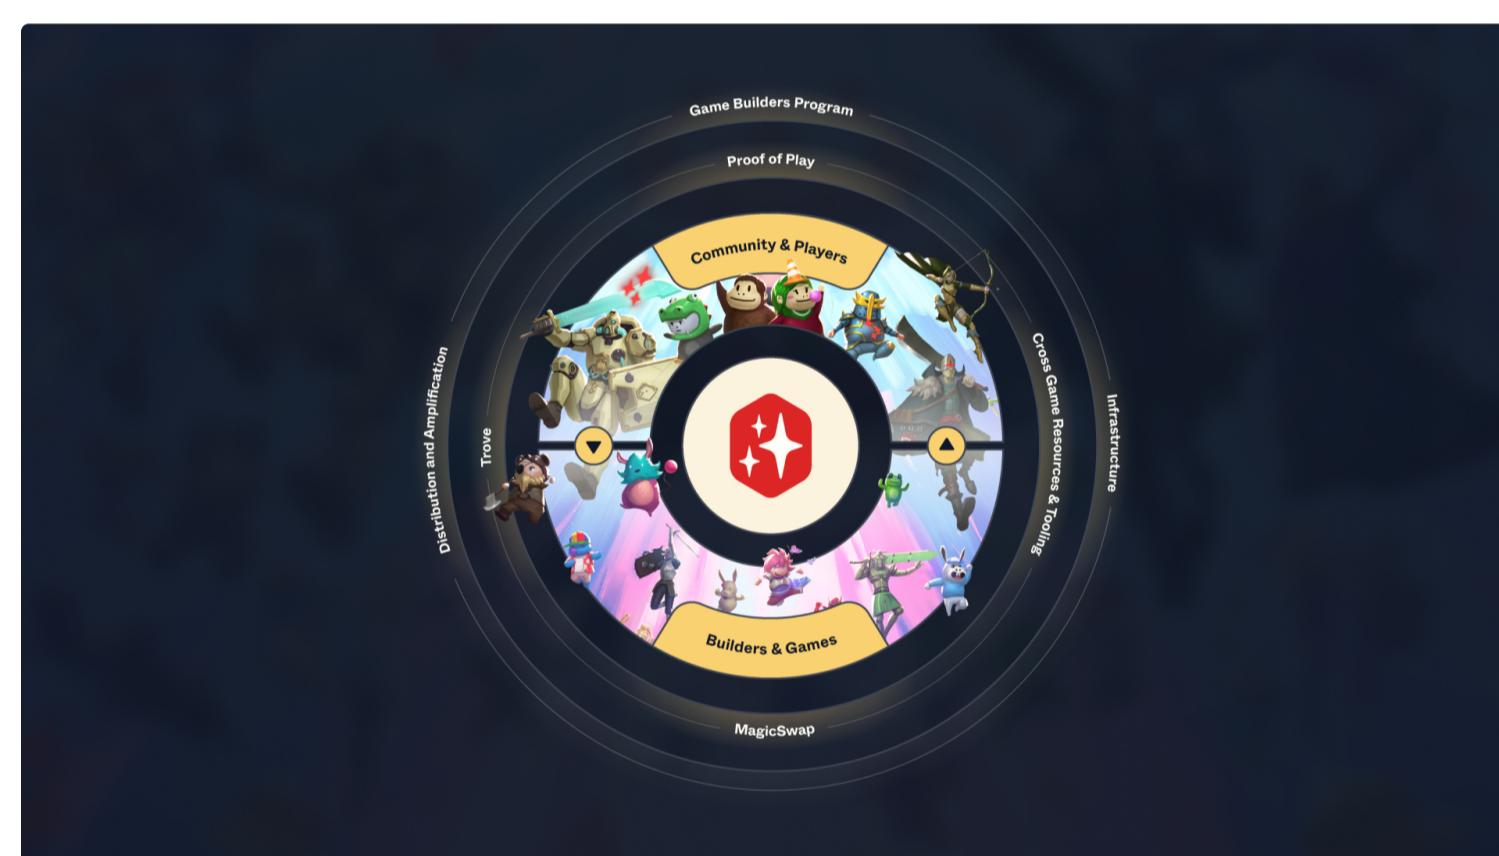 Game Builders Program
Proof of Play
Community & Players
Distribution and Amplification
Trove
Cross Game Resources & Tooling
Infrastructure
Builders & Games
MagicSwap